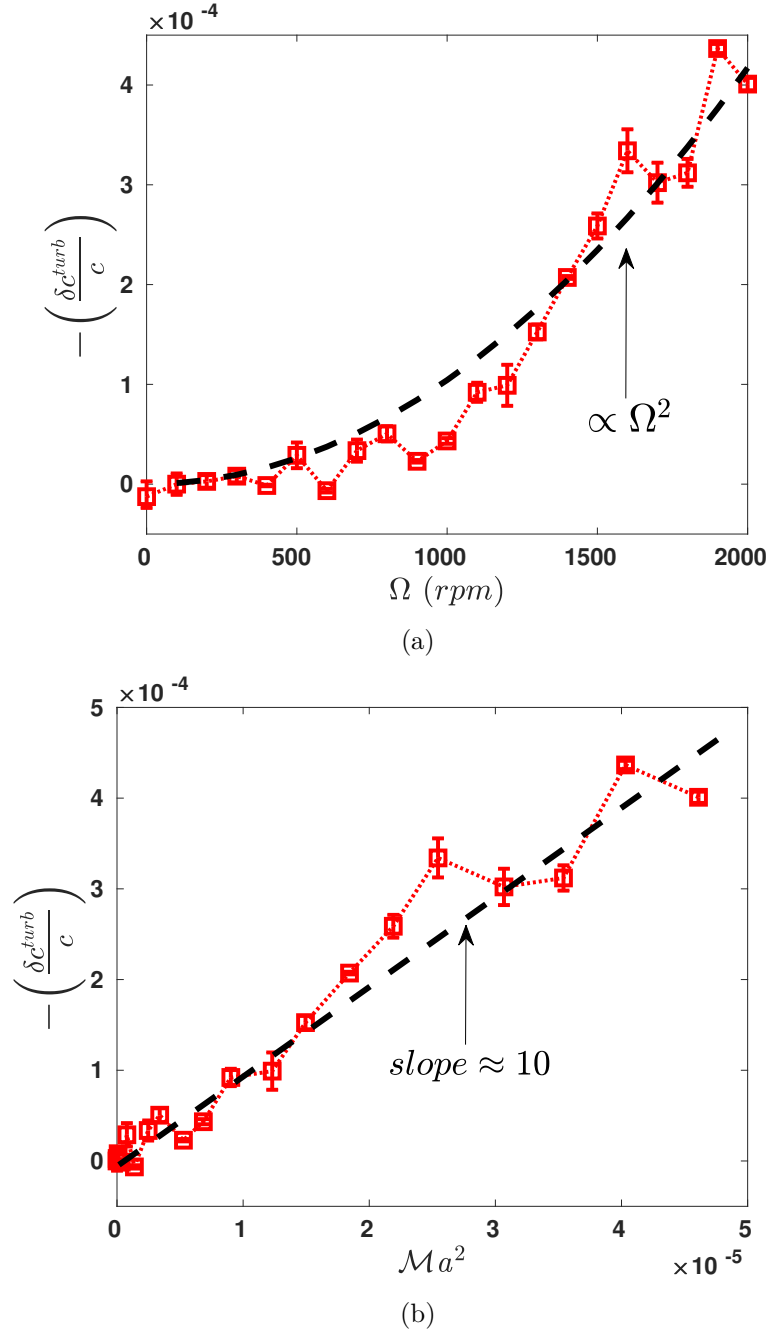 ×10 -4
4
3
2
1
0
−(δc^{turb}/c)
∝ Ω²
0 500 1000 1500 2000
Ω (rpm)
(a)
×10 -4
5
4
3
2
1
0
−(δc^{turb}/c)
slope ≈ 10
0 1 2 3 4 5
ℳa²
×10 -5
(b)